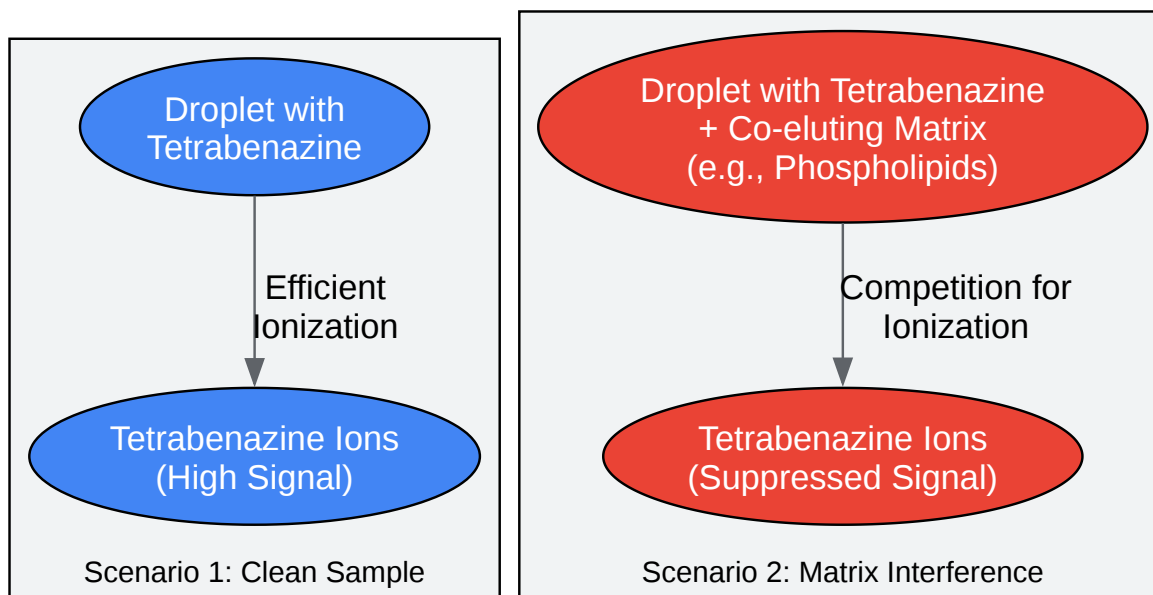 Droplet with
Tetrabenazine
Efficient
Ionization
Tetrabenazine Ions
(High Signal)
Scenario 1: Clean Sample
Droplet with Tetrabenazine
+ Co-eluting Matrix
(e.g., Phospholipids)
Competition for
Ionization
Tetrabenazine Ions
(Suppressed Signal)
Scenario 2: Matrix Interference